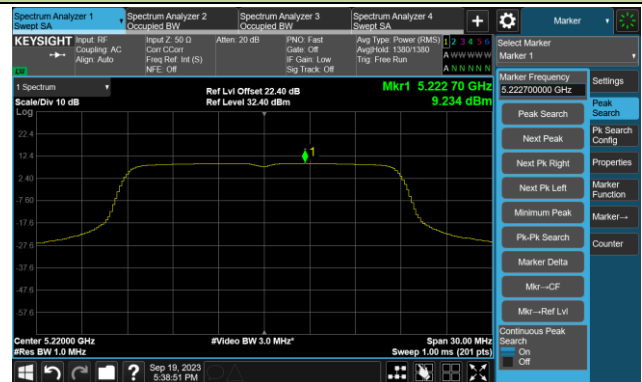 Spectrum Analyzer 1
Swept SA
Spectrum Analyzer 2
Occupied BW
Spectrum Analyzer 3
Occupied BW
Spectrum Analyzer 4
Swept SA
Marker
KEYSIGHT
Input: RF
Coupling: AC
Align: Auto
Input Z: 50 Ω
Corr CCorr
Freq Ref: Int (S)
NFE: Off
Atten: 20 dB
PNO: Fast
Gate: Off
IF Gain: Low
Sig Track: Off
Avg Type: Power (RMS)
Avg|Hold: 1380/1380
Trig: Free Run
1 2 3 4 5 6
A W W W W W
A N N N N N
LW
Select Marker
Marker 1
1 Spectrum
Scale/Div 10 dB
Log
Ref Lvl Offset 22.40 dB
Ref Level 32.40 dBm
Mkr1 5.222 70 GHz
9.234 dBm
22.4
12.4
2.40
-7.60
-17.6
-27.6
-37.6
-47.6
-57.6
1
Center 5.22000 GHz
#Res BW 1.0 MHz
#Video BW 3.0 MHz*
Span 30.00 MHz
Sweep 1.00 ms (201 pts)
Marker Frequency
5.222700000 GHz
Peak Search
Next Peak
Next Pk Right
Next Pk Left
Minimum Peak
Pk-Pk Search
Marker Delta
Mkr→CF
Mkr→Ref Lvl
Continuous Peak
Search
On
Off
Settings
Peak
Search
Pk Search
Config
Properties
Marker
Function
Marker→
Counter
?
Sep 19, 2023
5:38:51 PM